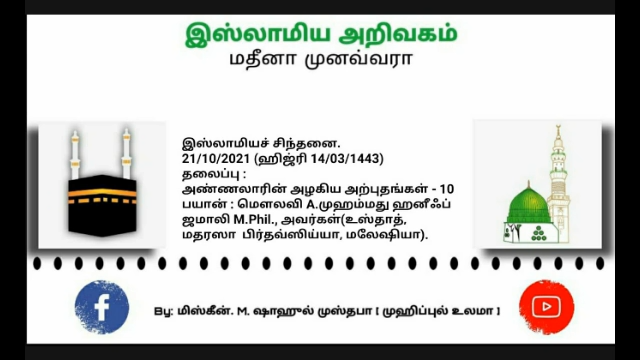 இஸ்லாமிய அறிவகம்
மதீனா முனவ்வரா
இஸ்லாமியச் சிந்தனை.
21/10/2021 (ஹிஜ்ரி 14/03/1443)
தலைப்பு :
அண்ணலாரின் அழகிய அற்புதங்கள் - 10
பயான் : மௌலவி A.முஹம்மது ஹனீஃப்
ஜமாலி M.Phil., அவர்கள்(உஸ்தாத்,
மதரஸா பிர்தவ்ஸிய்யா, மலேஷியா).
By: மிஸ்கீன். M. ஷாஹுல் முஸ்தபா [ முஹிப்புல் உலமா ]